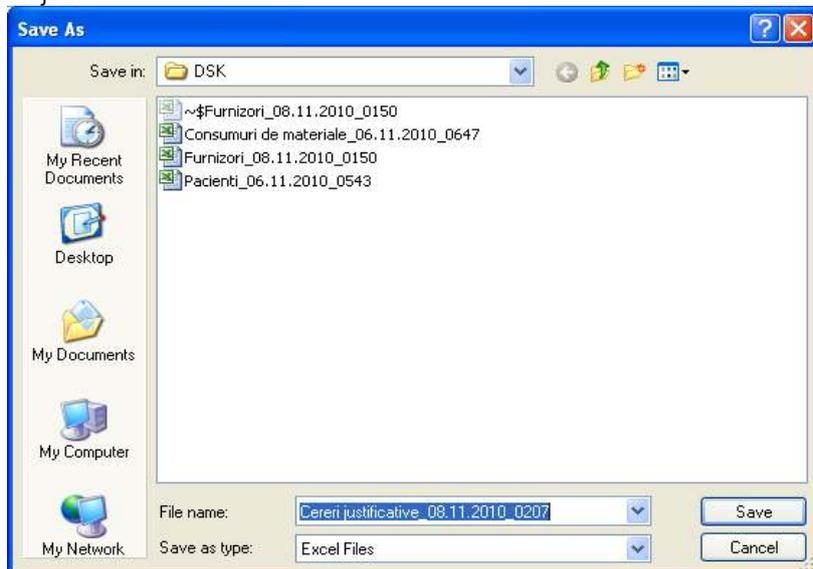 Save As
Save in: DSK
~$Furnizori_08.11.2010_0150
Consumuri de materiale_06.11.2010_0647
Furnizori_08.11.2010_0150
Pacienti_06.11.2010_0543
My Recent
Documents
Desktop
My Documents
My Computer
My Network
File name: Cereri justificative_08.11.2010_0207 Save
Save as type: Excel Files Cancel